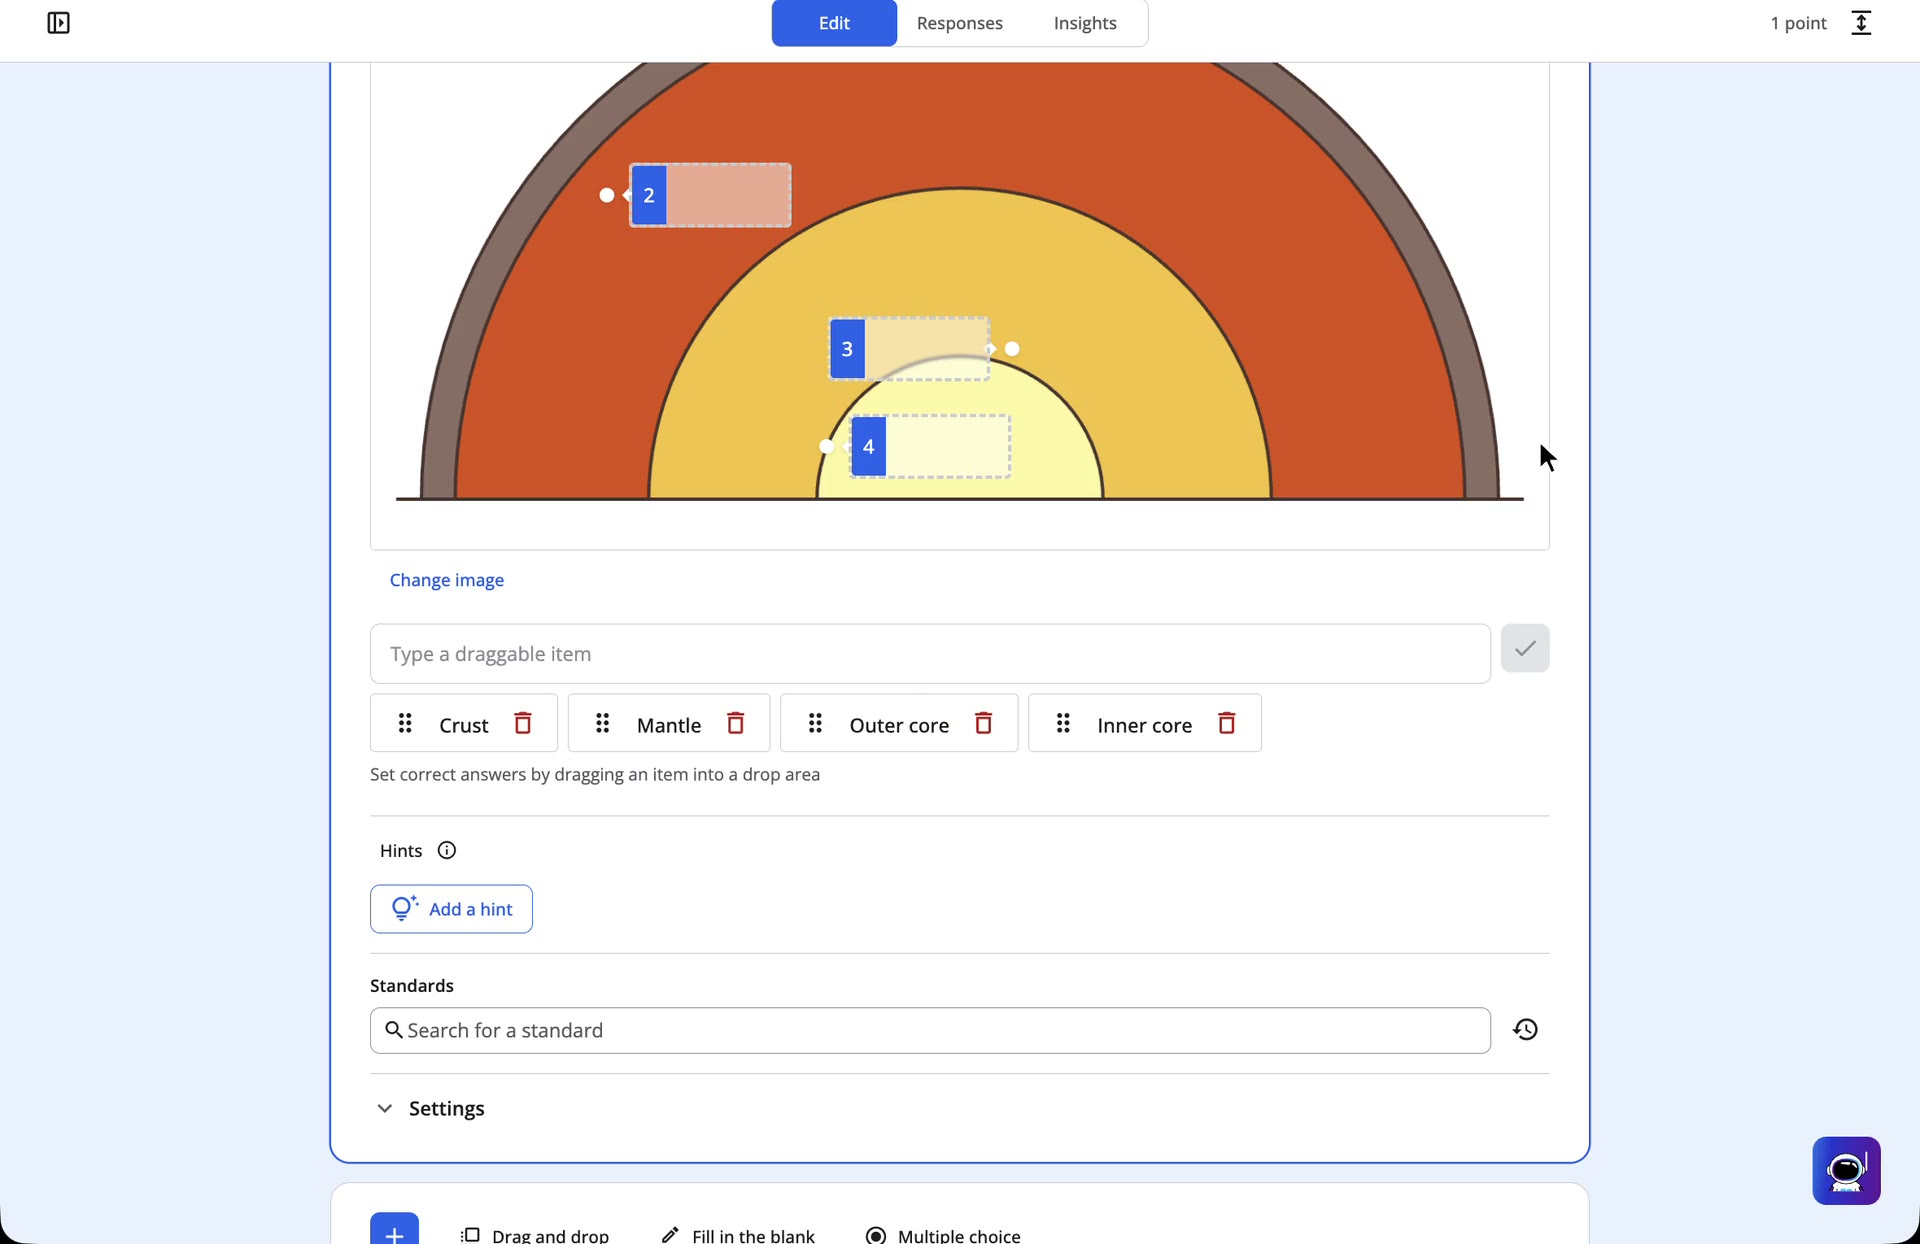 Edit Responses Insights 1 point
2
3
4
Change image
Type a draggable item
Crust Mantle Outer core Inner core
Set correct answers by dragging an item into a drop area
Hints
Add a hint
Standards
Search for a standard
Settings
Drag and drop Fill in the blank Multiple choice